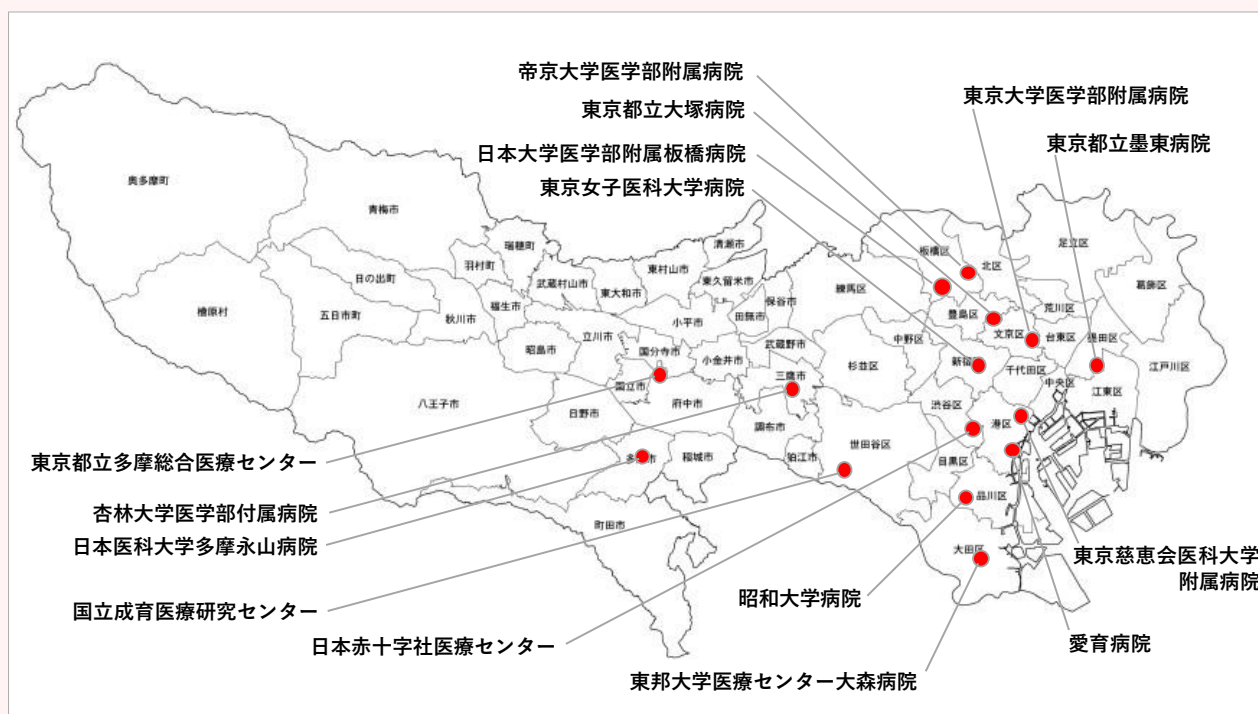 帝京大学医学部附属病院
東京都立大塚病院
日本大学医学部附属板橋病院
東京女子医科大学病院
東京大学医学部附属病院
東京都立墨東病院
奥多摩町
青梅市
瑞穂町
羽村町
日の出町
檜原村
五日市町
秋川市
福生市
武蔵村山市
昭島市
立川市
東大和市
東村山市
清瀬市
東久留米市
小平市
田無市
保谷市
国分寺市
小金井市
武蔵野市
三鷹市
国立市
府中市
八王子市
日野市
調布市
狛江市
稲城市
町田市
板橋区
北区
足立区
葛飾区
練馬区
豊島区
荒川区
文京区
台東区
中野区
杉並区
千代田区
中央区
江東区
江戸川区
渋谷区
港区
世田谷区
目黒区
品川区
大田区
東京都立多摩総合医療センター
杏林大学医学部付属病院
日本医科大学多摩永山病院
国立成育医療研究センター
日本赤十字社医療センター
昭和大学病院
東邦大学医療センター大森病院
東京慈恵会医科大学
附属病院
愛育病院